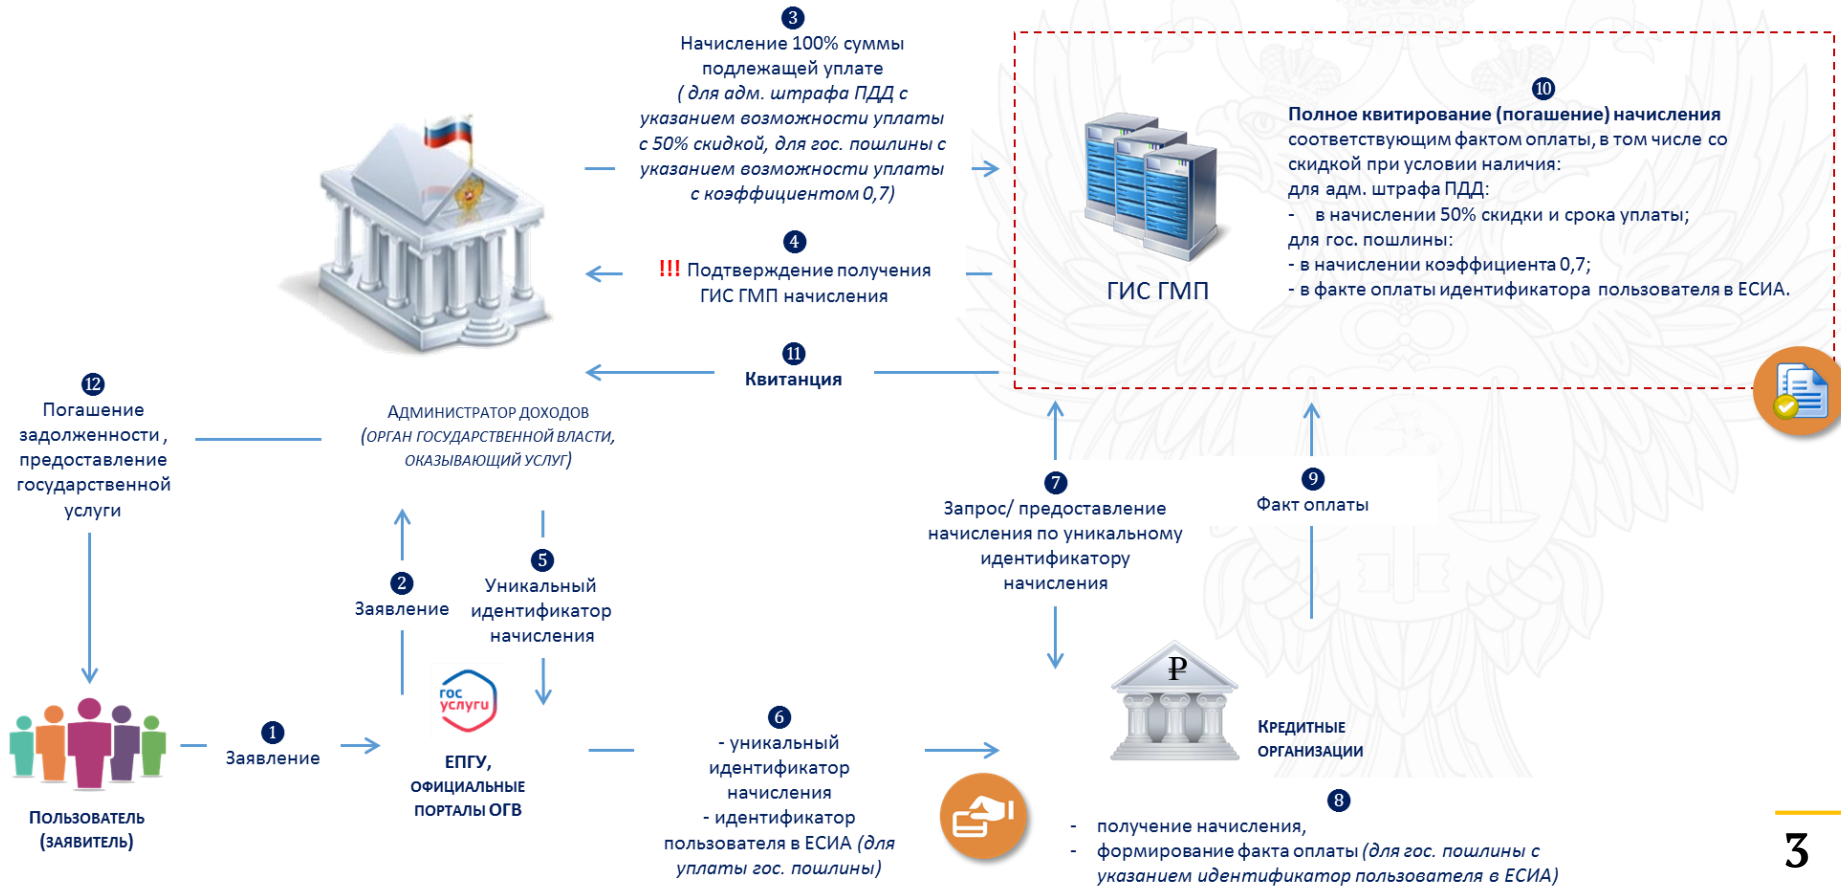 3
Начисление 100% суммы
подлежащей уплате
( для адм. штрафа ПДД с
указанием возможности уплаты
с 50% скидкой, для гос. пошлины с
указанием возможности уплаты
с коэффициентом 0,7)
4
!!! Подтверждение получения
ГИС ГМП начисления
11
Квитанция
ГИС ГМП
10
Полное квитирование (погашение) начисления
соответствующим фактом оплаты, в том числе со
скидкой при условии наличия:
для адм. штрафа ПДД:
- в начислении 50% скидки и срока уплаты;
для гос. пошлины:
- в начислении коэффициента 0,7;
- в факте оплаты идентификатора пользователя в ЕСИА.
12
Погашение
задолженности ,
предоставление
государственной
услуги
Администратор доходов
(орган государственной власти,
оказывающий услуг)
2
Заявление
5
Уникальный
идентификатор
начисления
7
Запрос/ предоставление
начисления по уникальному
идентификатору
начисления
9
Факт оплаты
Пользователь
(заявитель)
1
Заявление
гос
услуги
ЕПГУ,
официальные
порталы ОГВ
6
- уникальный
идентификатор
начисления
- идентификатор
пользователя в ЕСИА (для
уплаты гос. пошлины)
₽
Кредитные
организации
8
- получение начисления,
- формирование факта оплаты (для гос. пошлины с
указанием идентификатор пользователя в ЕСИА)
3